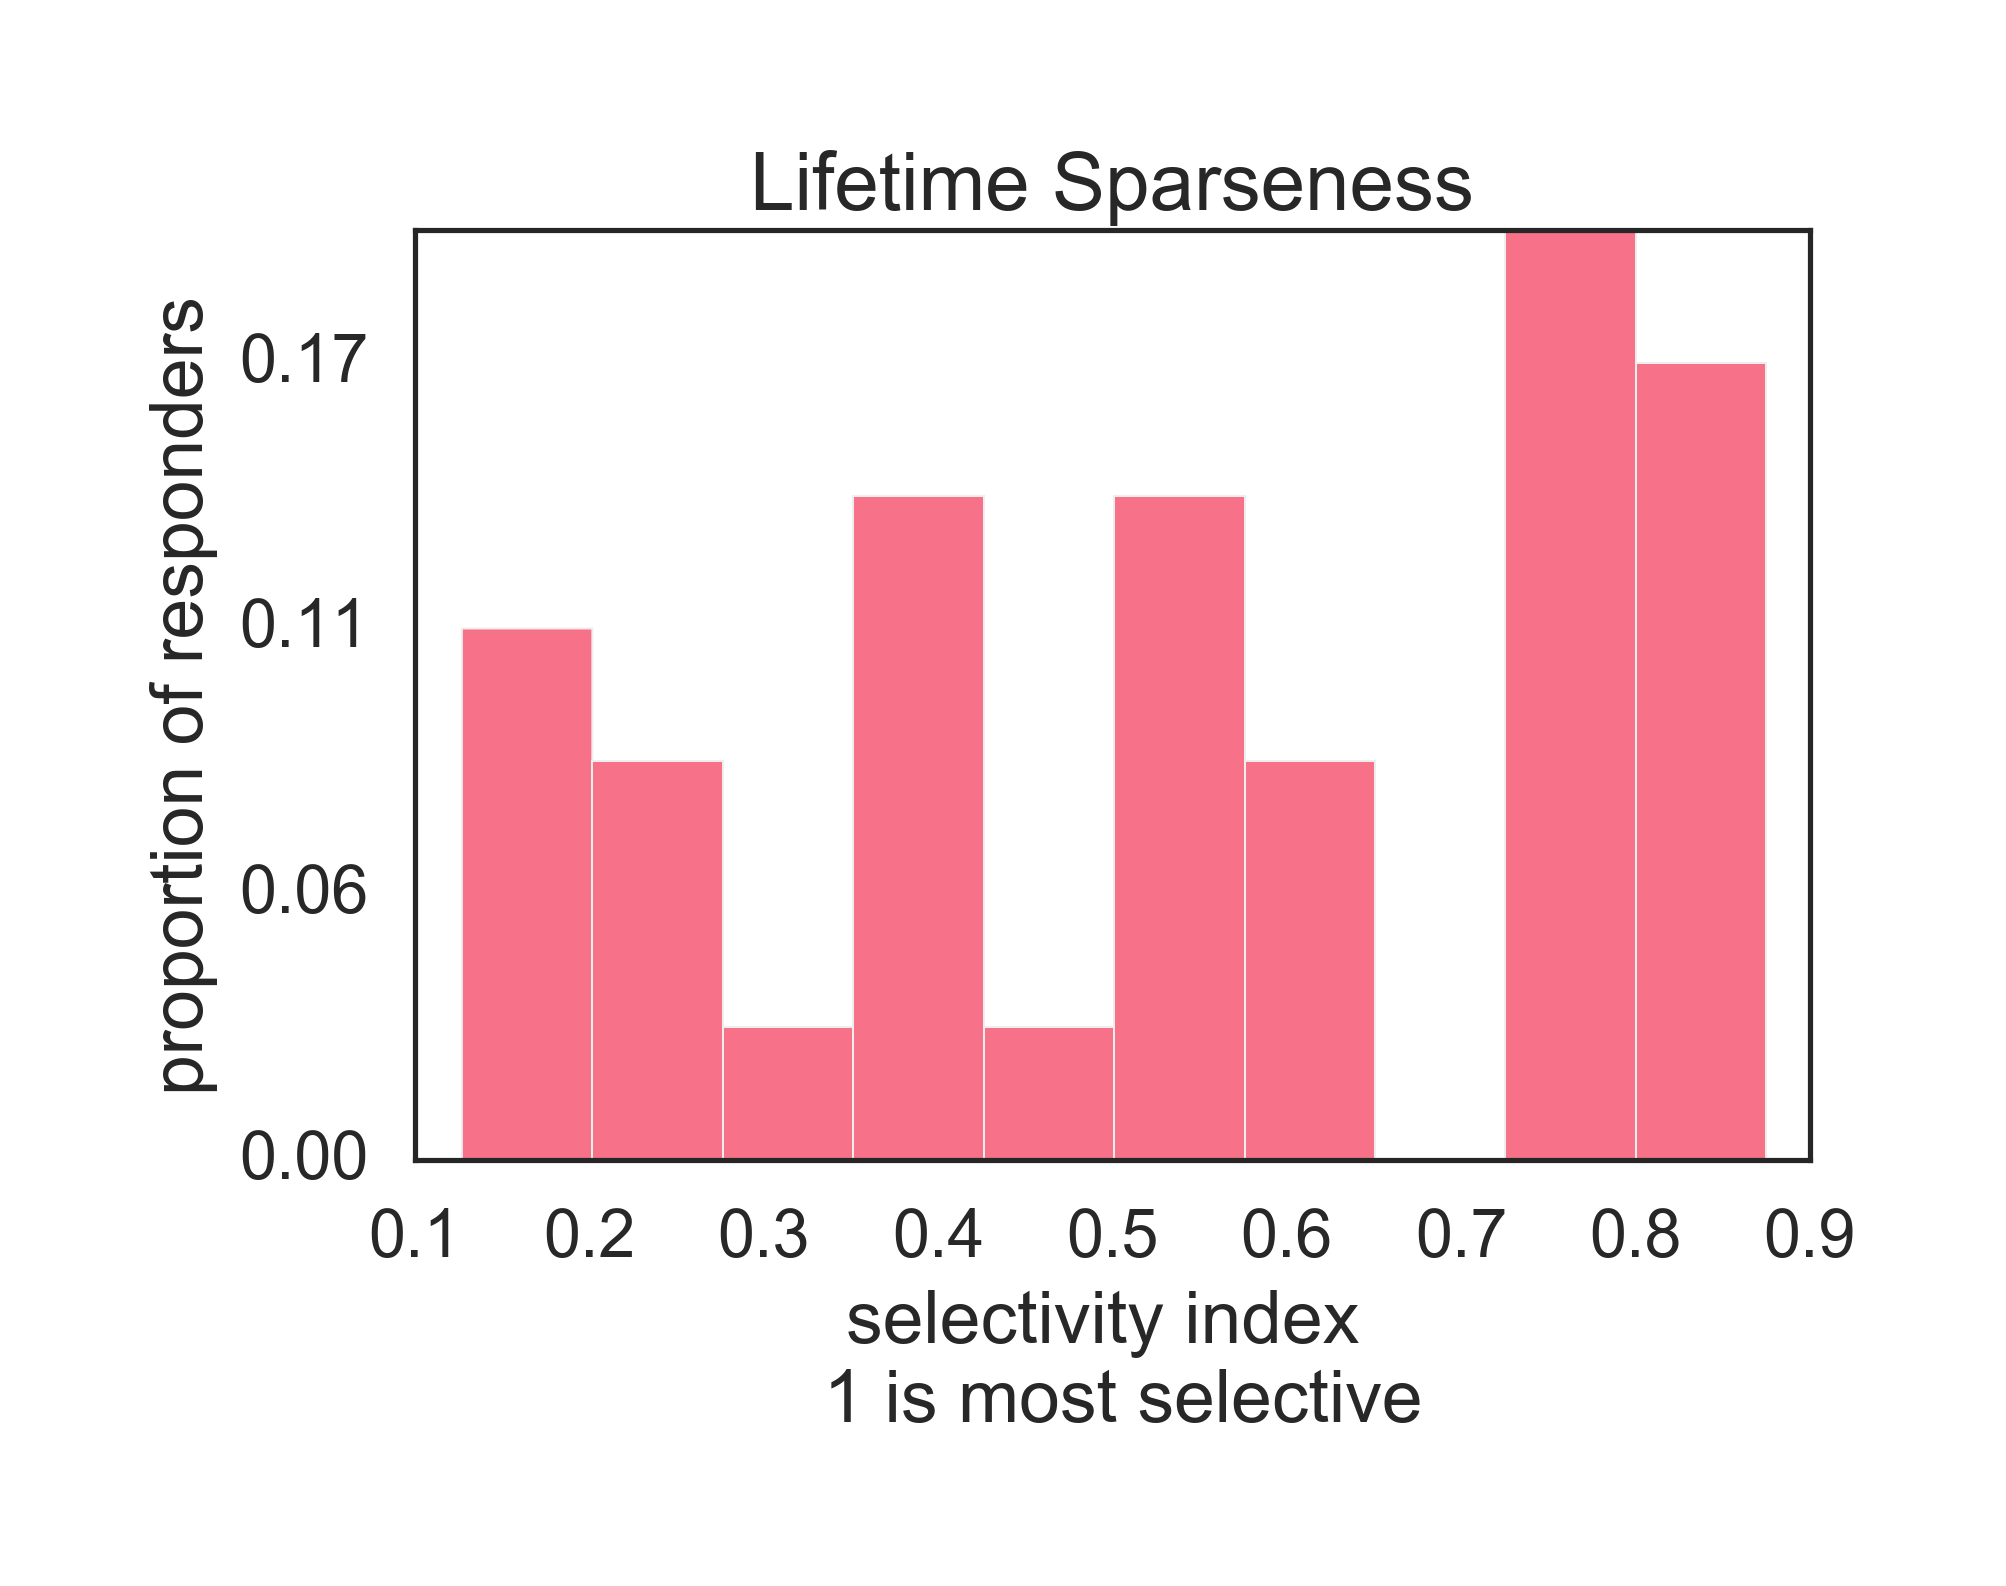 Lifetime Sparseness
proportion of responders
0.17
0.11
0.06
0.00
0.1 0.2 0.3 0.4 0.5 0.6 0.7 0.8 0.9
selectivity index
1 is most selective